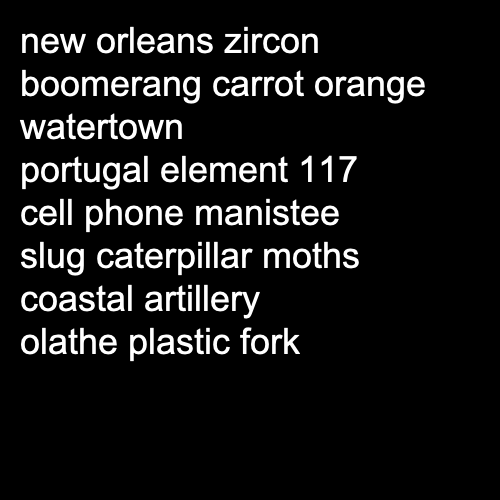 new orleans zircon
boomerang carrot orange
watertown
portugal element 117
cell phone manistee
slug caterpillar moths
coastal artillery
olathe plastic fork